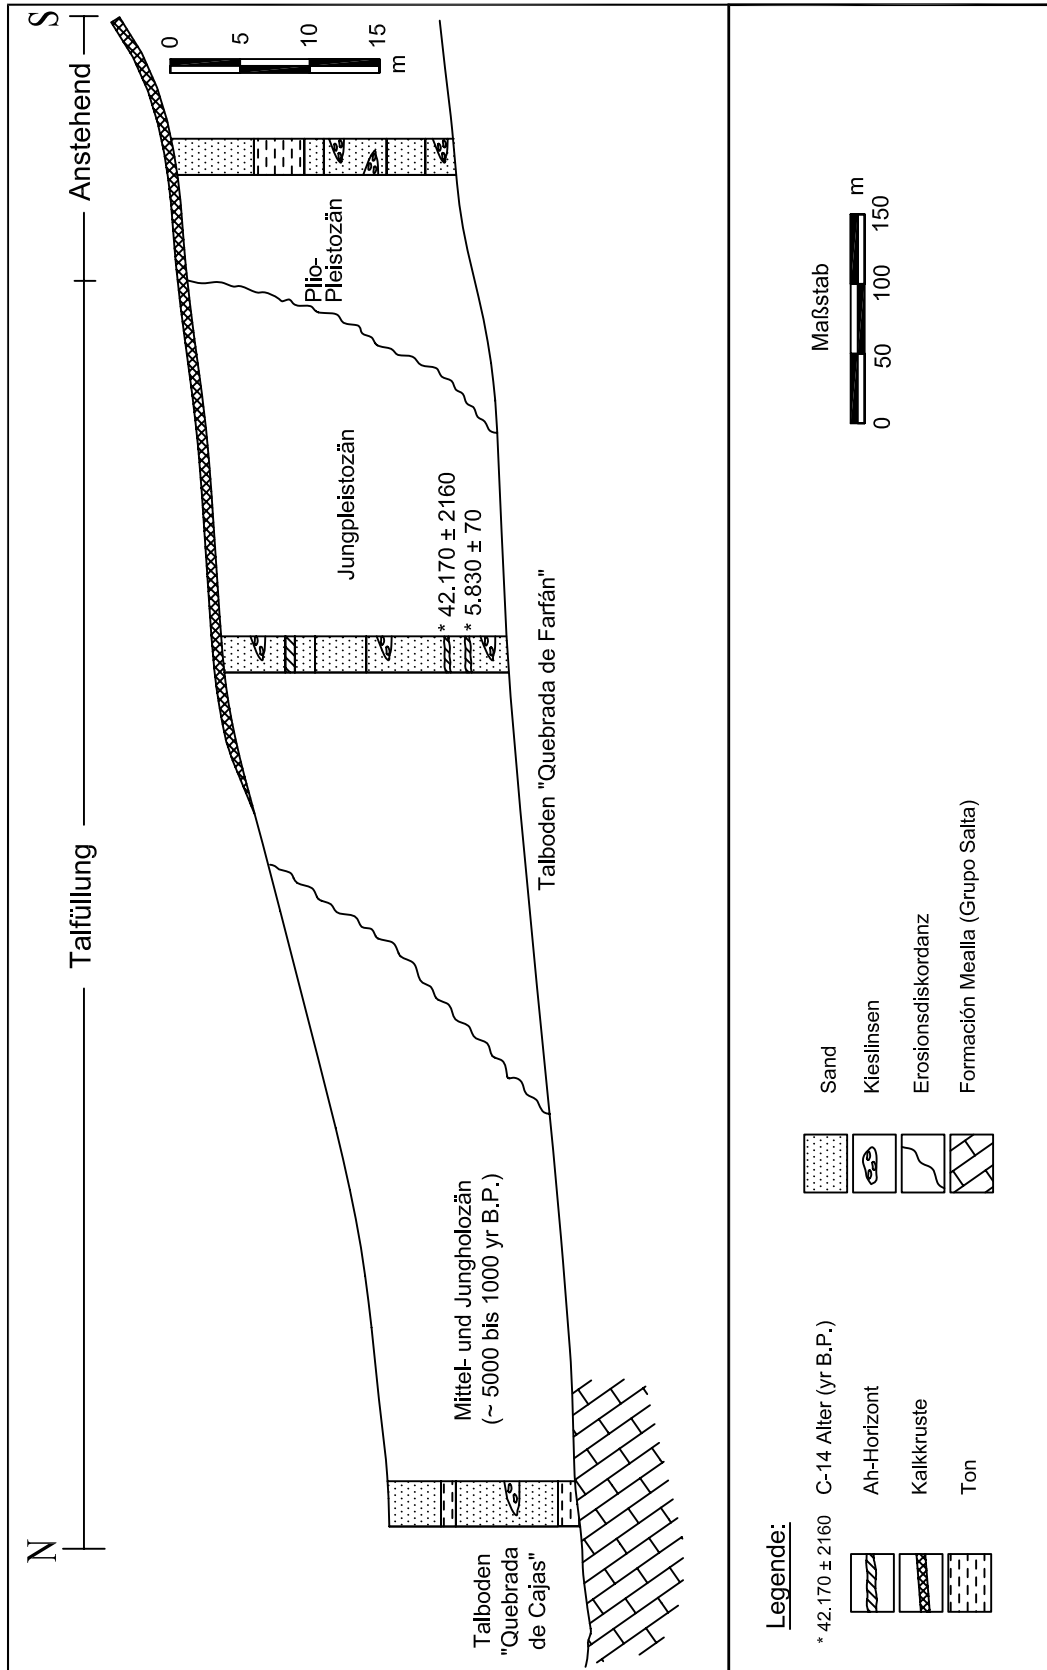 N
S
Talfüllung
Anstehend
0
5
10
15
m
Plio-
Pleistozän
Jungpleistozän
* 42.170 ± 2160
* 5.830 ± 70
Mittel- und Jungholozän
(~ 5000 bis 1000 yr B.P.)
Talboden "Quebrada de Farfán"
Talboden
"Quebrada
de Cajas"
Legende:
* 42.170 ± 2160 C-14 Alter (yr B.P.)
Ah-Horizont
Kalkkruste
Ton
Sand
Kieslinsen
Erosionsdiskordanz
Formación Mealla (Grupo Salta)
Maßstab
0 50 100 150 m